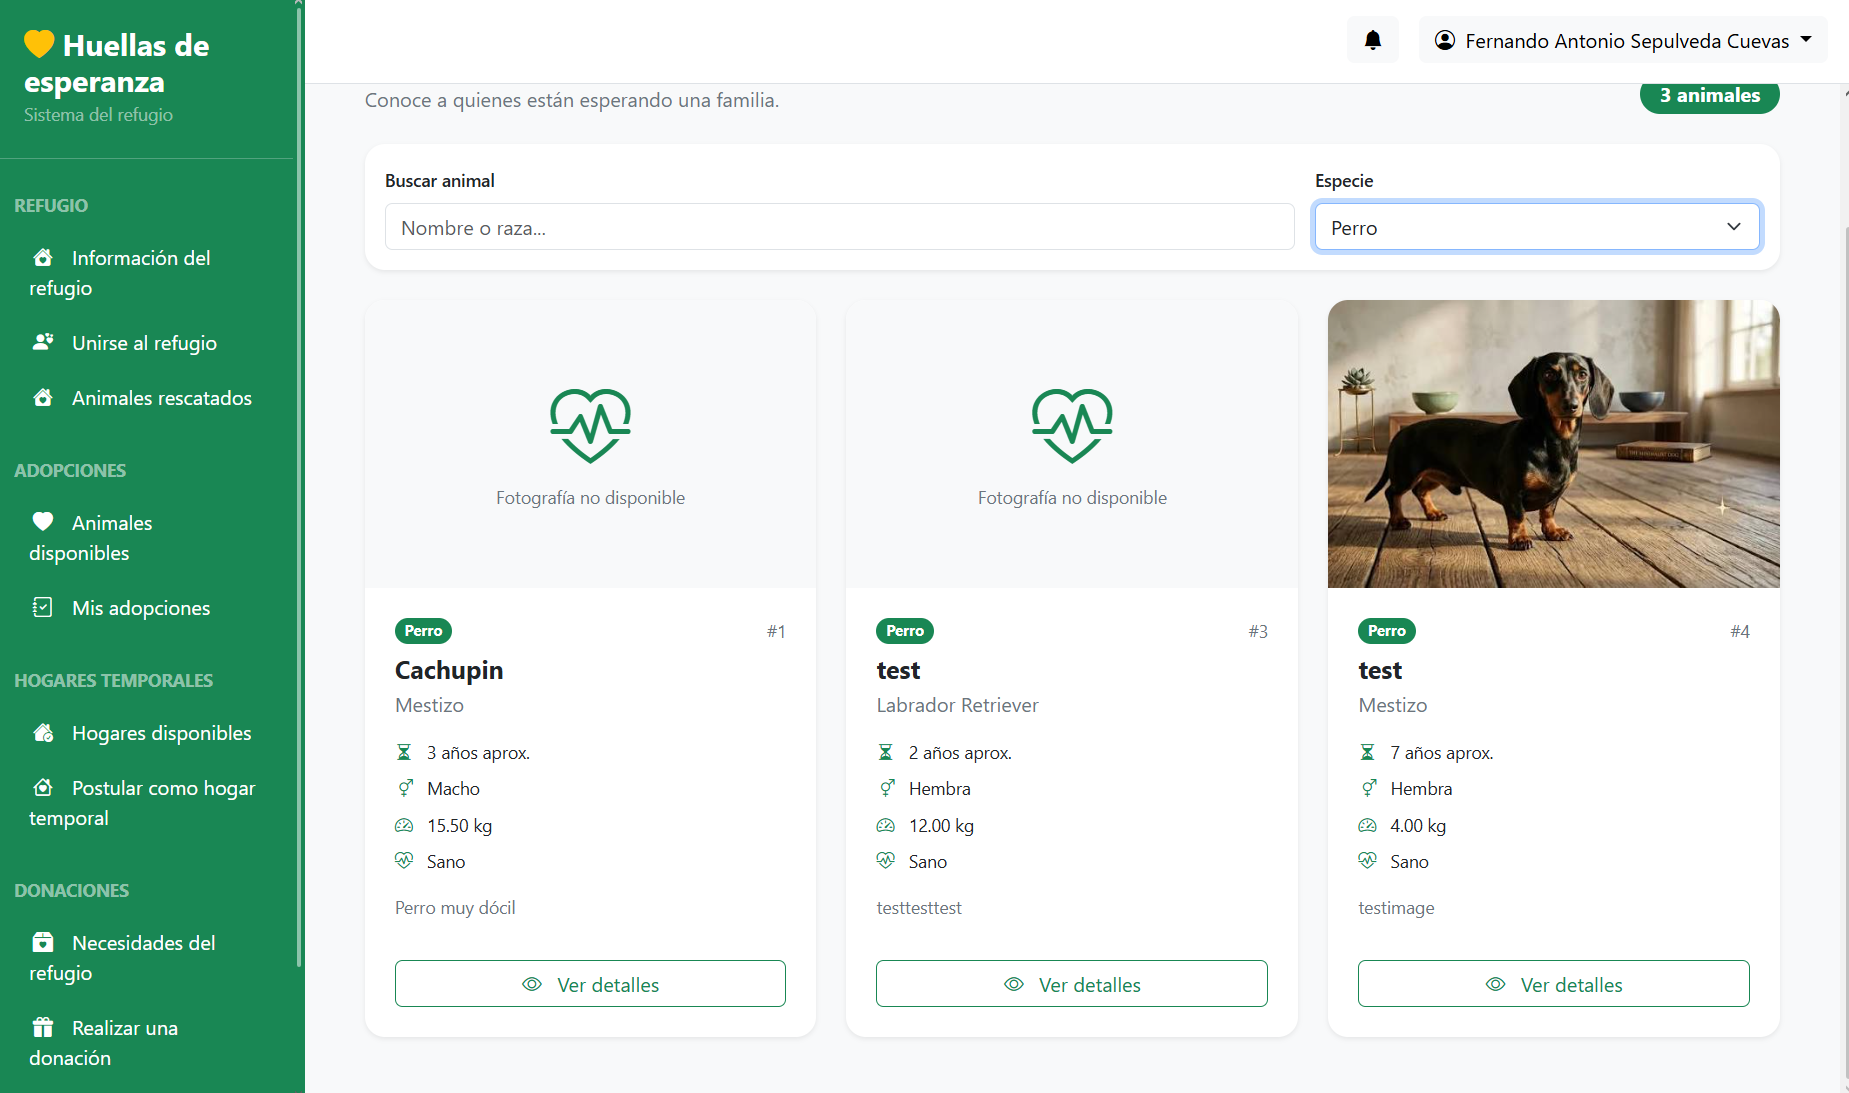 Huellas de
esperanza
Sistema del refugio
REFUGIO
Información del
refugio
Unirse al refugio
Animales rescatados
ADOPCIONES
Animales
disponibles
Mis adopciones
HOGARES TEMPORALES
Hogares disponibles
Postular como hogar
temporal
DONACIONES
Necesidades del
refugio
Realizar una
donación
Fernando Antonio Sepulveda Cuevas
Conoce a quienes están esperando una familia.
3 animales
Buscar animal
Nombre o raza...
Especie
Perro
Fotografía no disponible
Perro
#1
Cachupin
Mestizo
3 años aprox.
Macho
15.50 kg
Sano
Perro muy dócil
Ver detalles
Fotografía no disponible
Perro
#3
test
Labrador Retriever
2 años aprox.
Hembra
12.00 kg
Sano
testtesttest
Ver detalles
Perro
#4
test
Mestizo
7 años aprox.
Hembra
4.00 kg
Sano
testimage
Ver detalles